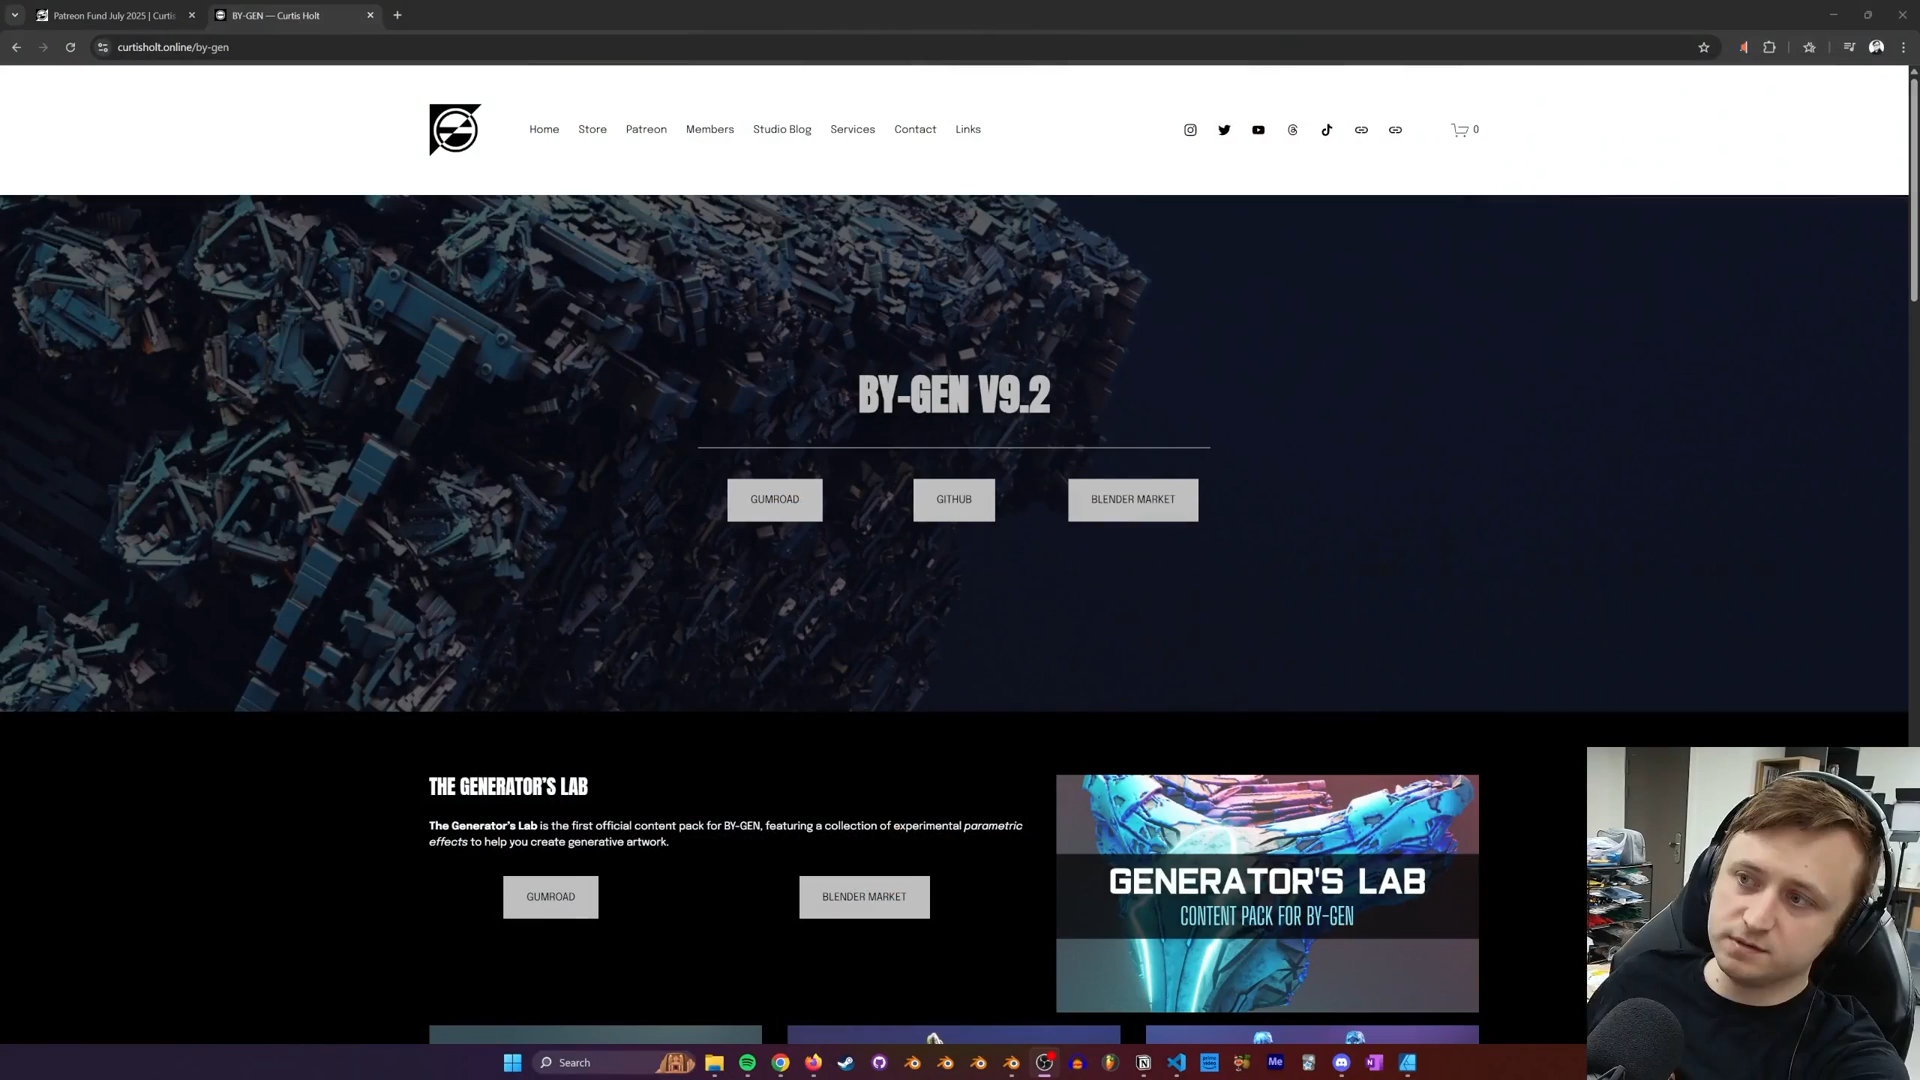 Patreon Fund July 2025 | Curtis
BY-GEN — Curtis Holt
curtisholt.online/by-gen
Home Store Patreon Members Studio Blog Services Contact Links
0
BY-GEN V9.2
GUMROAD GITHUB BLENDER MARKET
THE GENERATOR'S LAB
The Generator's Lab is the first official content pack for BY-GEN, featuring a collection of experimental parametric
effects to help you create generative artwork.
GUMROAD BLENDER MARKET
GENERATOR'S LAB
CONTENT PACK FOR BY-GEN
Search
Me